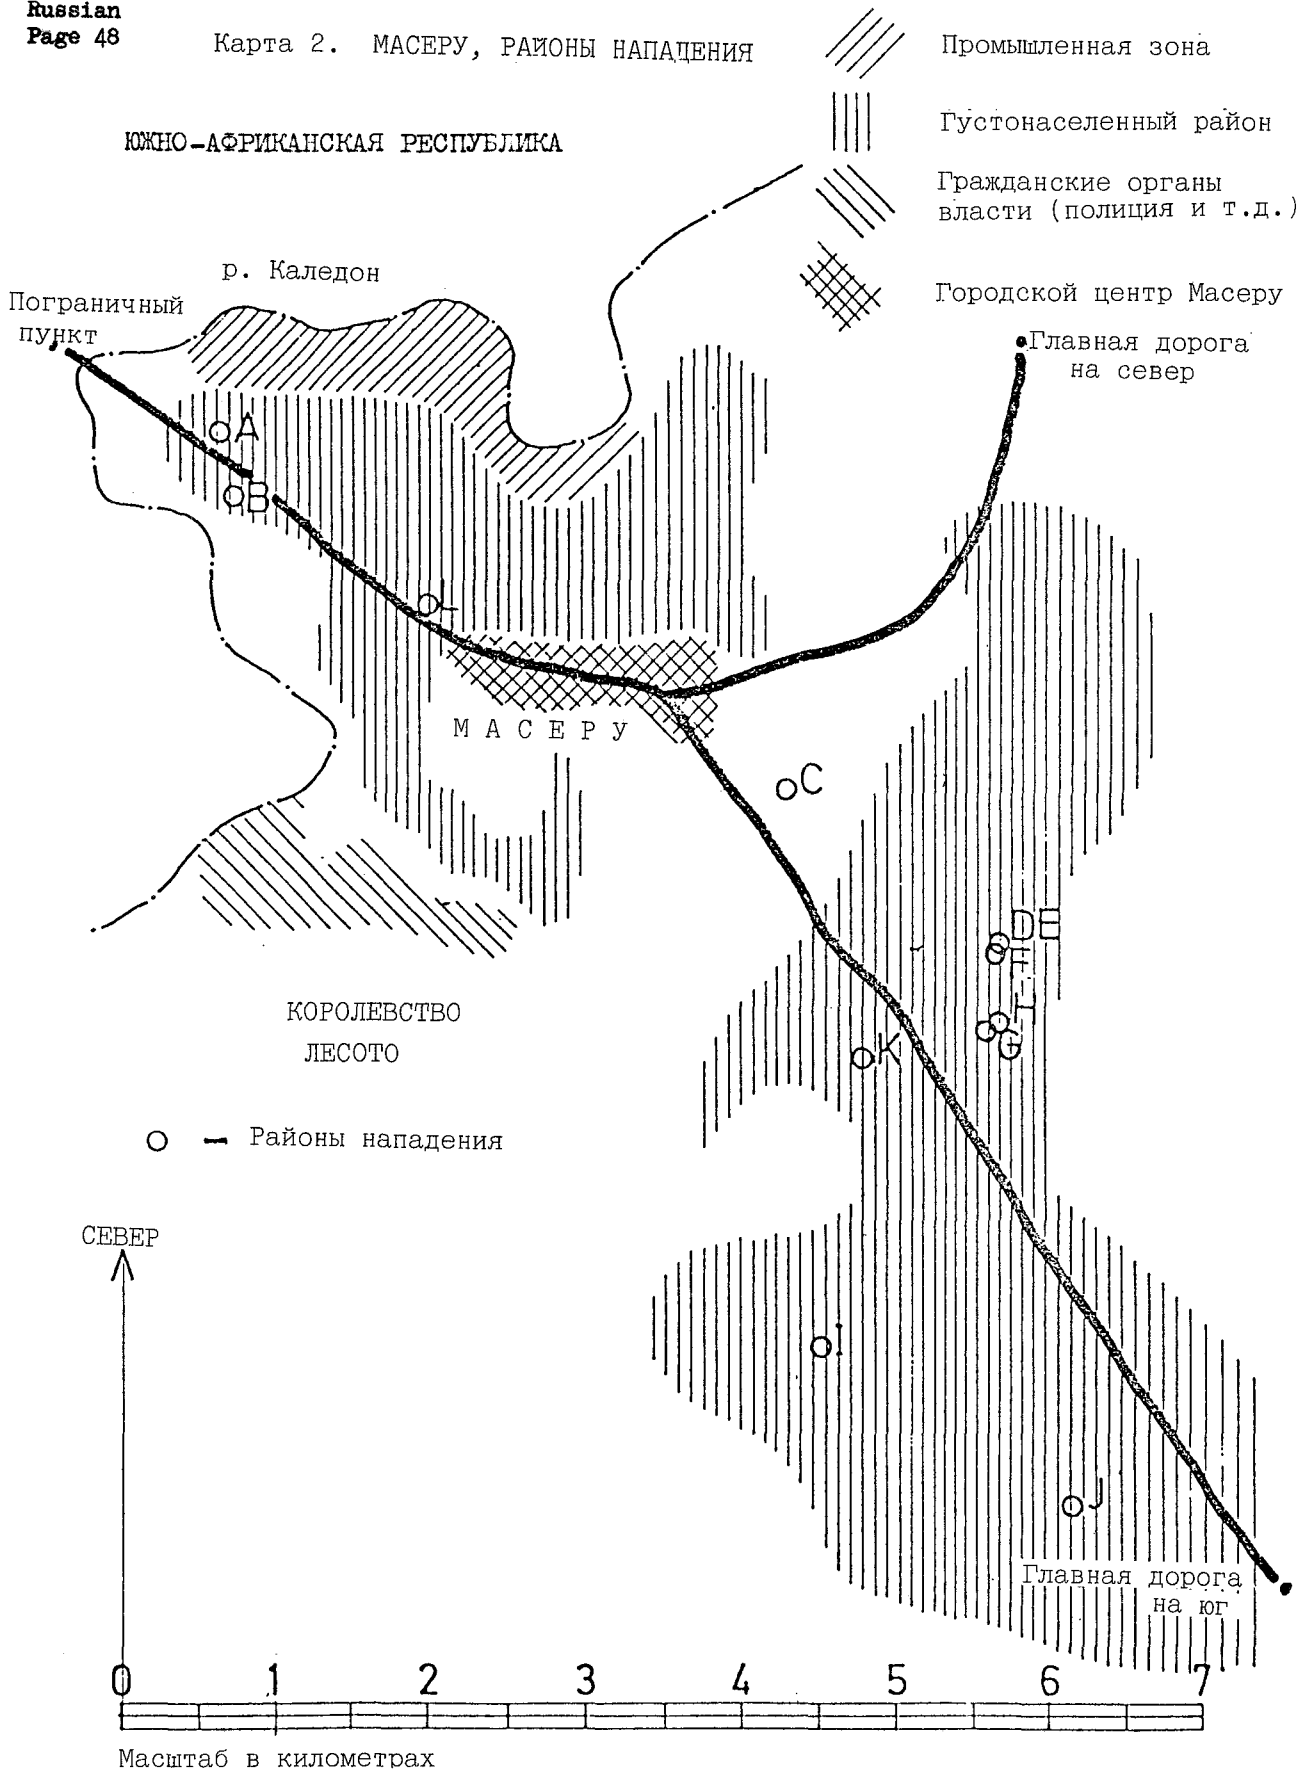 Russian
Page 48
Карта 2. МАСЕРУ, РАЙОНЫ НАПАДЕНИЯ
Промышленная зона
Густонаселенный район
Гражданские органы
власти (полиция и т.д.)
Городской центр Масеру
ЮЖНО-АФРИКАНСКАЯ РЕСПУБЛИКА
р. Каледон
Пограничный
пункт
Главная дорога
на север
A
B
L
МАСЕРУ
C
DE
F
H
G
K
КОРОЛЕВСТВО
ЛЕСОТО
Районы нападения
СЕВЕР
I
J
Главная дорога
на юг
0 1 2 3 4 5 6 7
Масштаб в километрах